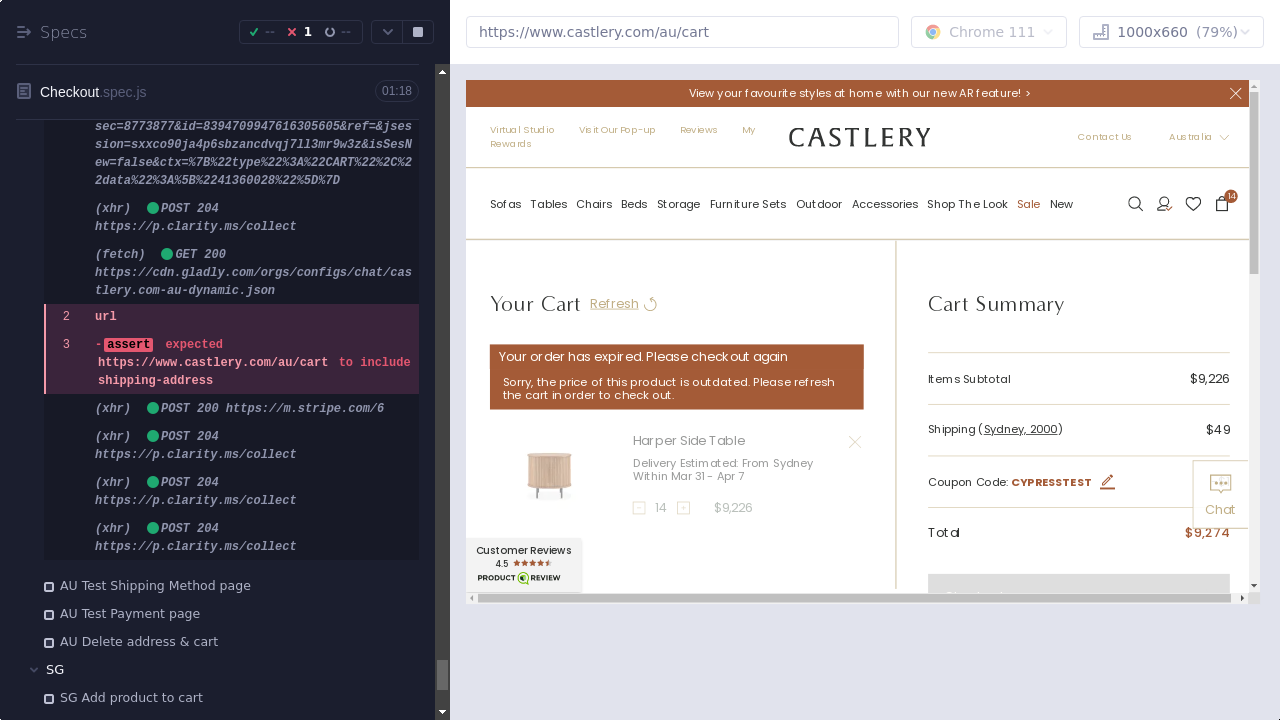 Specs
--
1
--
Checkout.spec.js
01:18
sec=8773877&id=8394709947616305605&ref=&jses
sion=sxxco90ja4p6sbzancdvqj7ll3mr9w3z&isSesN
ew=false&ctx=%7B%22type%22%3A%22CART%22%2C%2
2data%22%3A%5B%2241360028%22%5D%7D
(xhr) POST 204
https://p.clarity.ms/collect
(fetch) GET 200
https://cdn.gladly.com/orgs/configs/chat/cas
tlery.com-au-dynamic.json
2 url
3 -assert expected
https://www.castlery.com/au/cart to include
shipping-address
(xhr) POST 200 https://m.stripe.com/6
(xhr) POST 204
https://p.clarity.ms/collect
(xhr) POST 204
https://p.clarity.ms/collect
(xhr) POST 204
https://p.clarity.ms/collect
AU Test Shipping Method page
AU Test Payment page
AU Delete address & cart
SG
SG Add product to cart
https://www.castlery.com/au/cart
Chrome 111
1000x660 (79%)
View your favourite styles at home with our new AR feature! >
Virtual Studio Visit Our Pop-up Reviews My
Rewards
CASTLERY
Contact Us Australia
Sofas Tables Chairs Beds Storage Furniture Sets Outdoor Accessories Shop The Look Sale New
14
Your Cart Refresh
Your order has expired. Please checkout again
Sorry, the price of this product is outdated. Please refresh
the cart in order to check out.
Harper Side Table
Delivery Estimated: From Sydney
Within Mar 31 - Apr 7
- 14 + $9,226
Customer Reviews
4.5
PRODUCT REVIEW
Cart Summary
Items Subtotal $9,226
Shipping (Sydney, 2000) $49
Coupon Code: CYPRESSTEST
Chat
Total $9,274